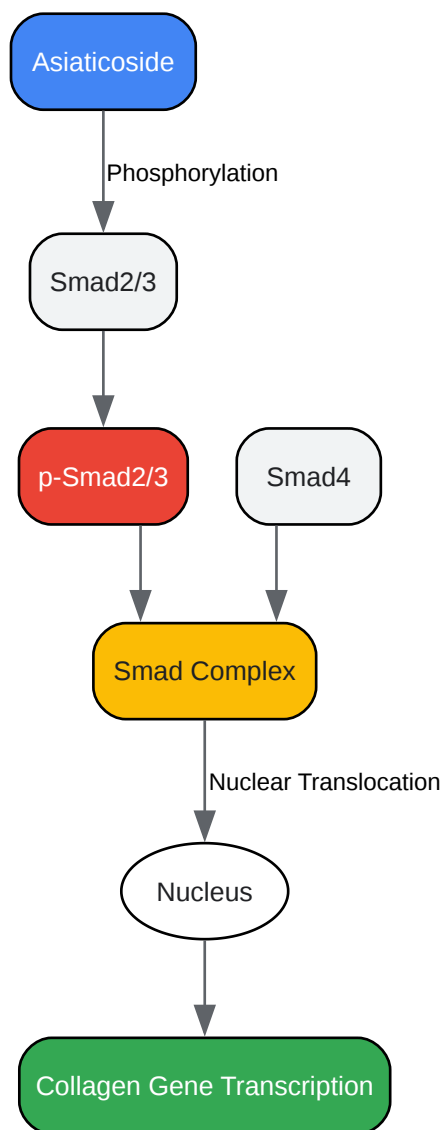 Asiaticoside
Phosphorylation
Smad2/3
p-Smad2/3
Smad4
Smad Complex
Nuclear Translocation
Nucleus
Collagen Gene Transcription